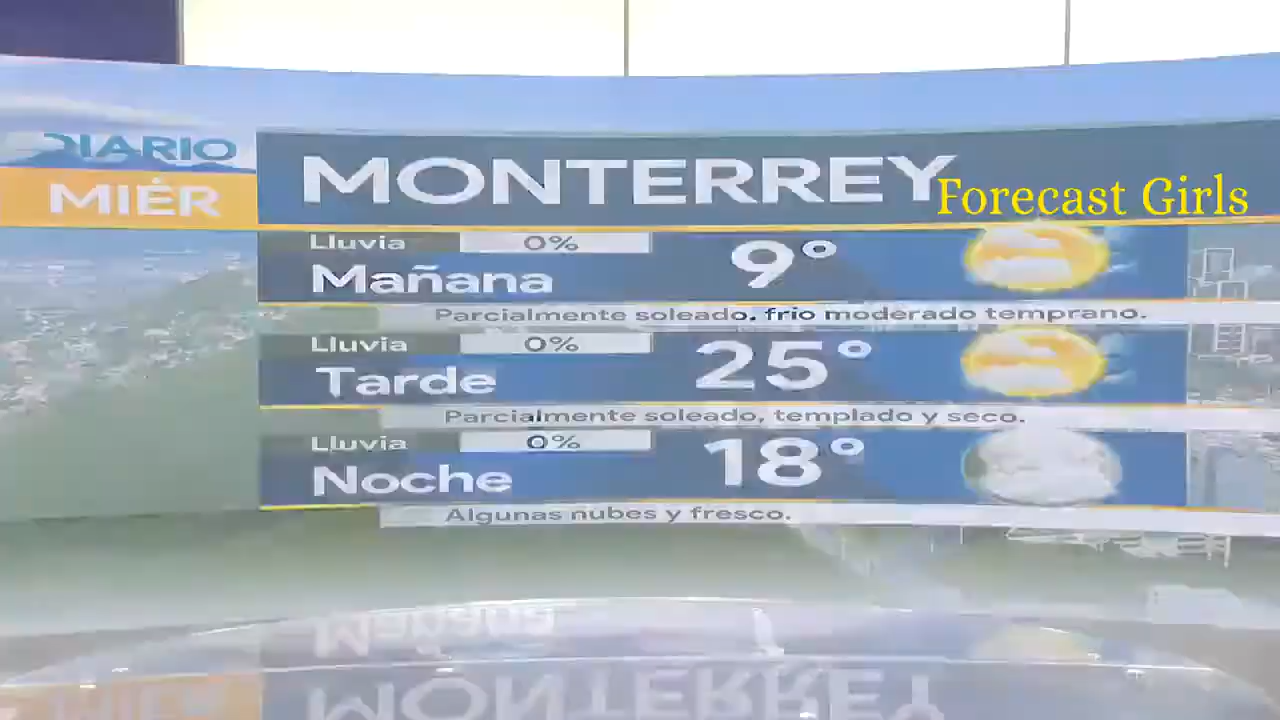 DIARIO
MIÉR
MONTERREY
Forecast Girls
Lluvia 0%
Mañana 9°
Parcialmente soleado, frio moderado temprano.
Lluvia 0%
Tarde 25°
Parcialmente soleado, templado y seco.
Lluvia 0%
Noche 18°
Algunas nubes y fresco.